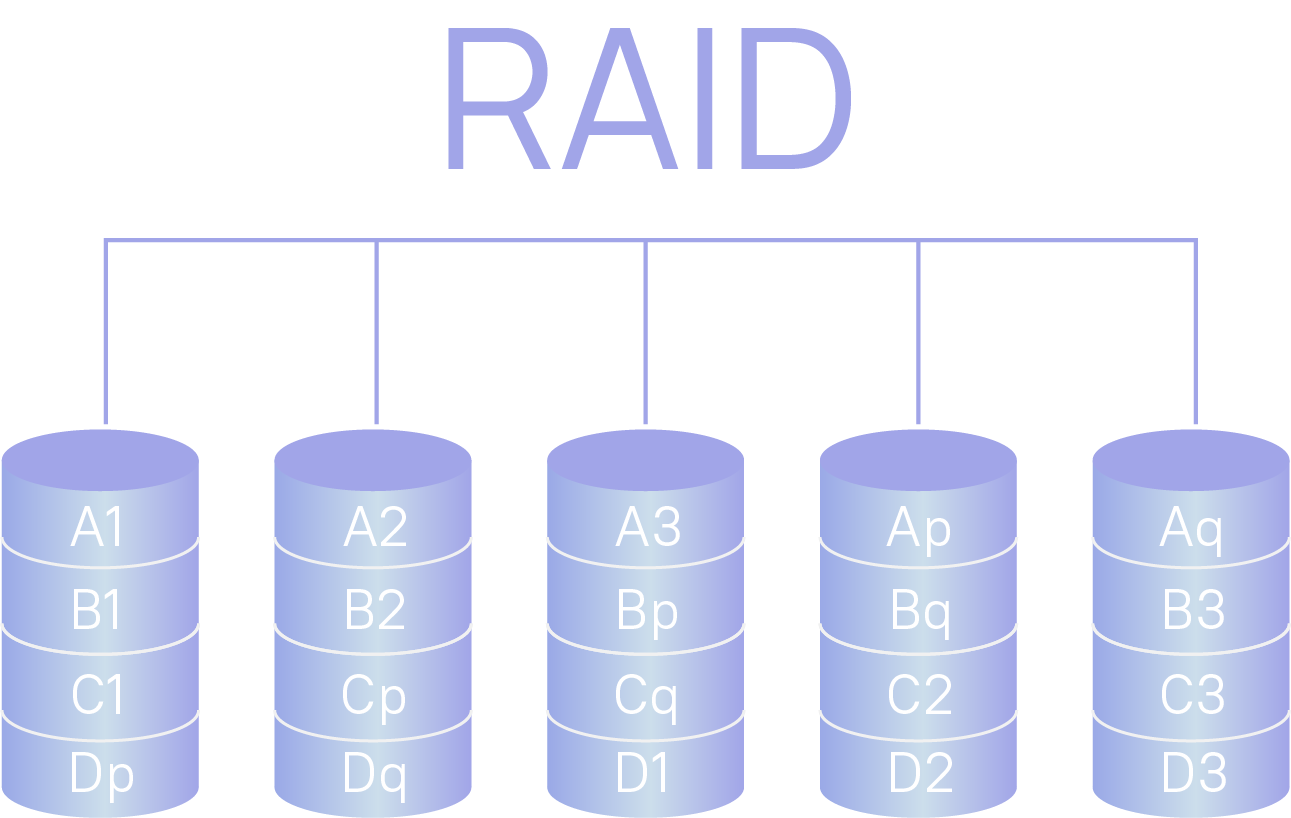 RAID
A1 A2 A3 Ap Aq
B1 B2 Bp Bq B3
C1 Cp Cq C2 C3
Dp Dq D1 D2 D3